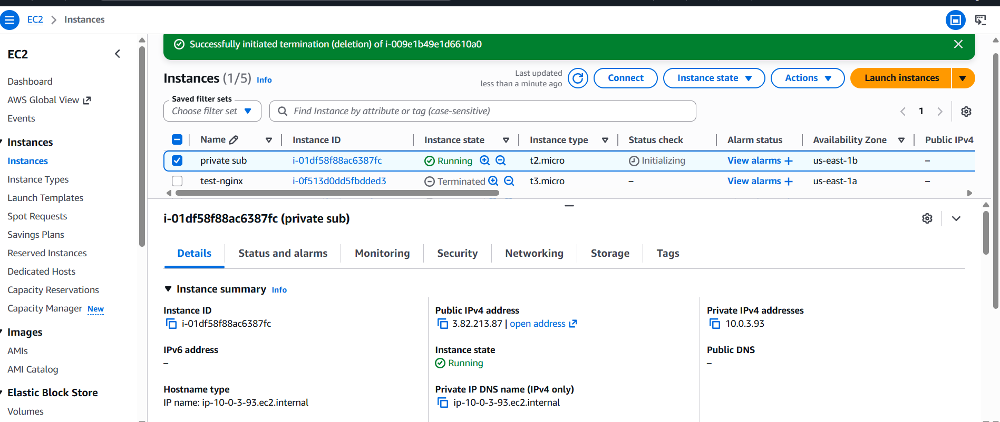 EC2 > Instances
EC2
Dashboard
AWS Global View
Events
Instances
Instances
Instance Types
Launch Templates
Spot Requests
Savings Plans
Reserved Instances
Dedicated Hosts
Capacity Reservations
Capacity Manager New
Images
AMIs
AMI Catalog
Elastic Block Store
Volumes
Successfully initiated termination (deletion) of i-009e1b49e1d6610a0
Instances (1/5) Info
Last updated
less than a minute ago
Connect
Instance state
Actions
Launch instances
Saved filter sets
Choose filter set
Find Instance by attribute or tag (case-sensitive)
1
Name Instance ID Instance state Instance type Status check Alarm status Availability Zone Public IPv4
private sub i-01df58f88ac6387fc Running t2.micro Initializing View alarms + us-east-1b –
test-nginx i-0f513d0dd5fbdded3 Terminated t3.micro – View alarms + us-east-1a –
i-01df58f88ac6387fc (private sub)
Details Status and alarms Monitoring Security Networking Storage Tags
Instance summary Info
Instance ID
i-01df58f88ac6387fc
Public IPv4 address
3.82.213.87 | open address
Private IPv4 addresses
10.0.3.93
IPv6 address
–
Instance state
Running
Public DNS
–
Hostname type
IP name: ip-10-0-3-93.ec2.internal
Private IP DNS name (IPv4 only)
ip-10-0-3-93.ec2.internal